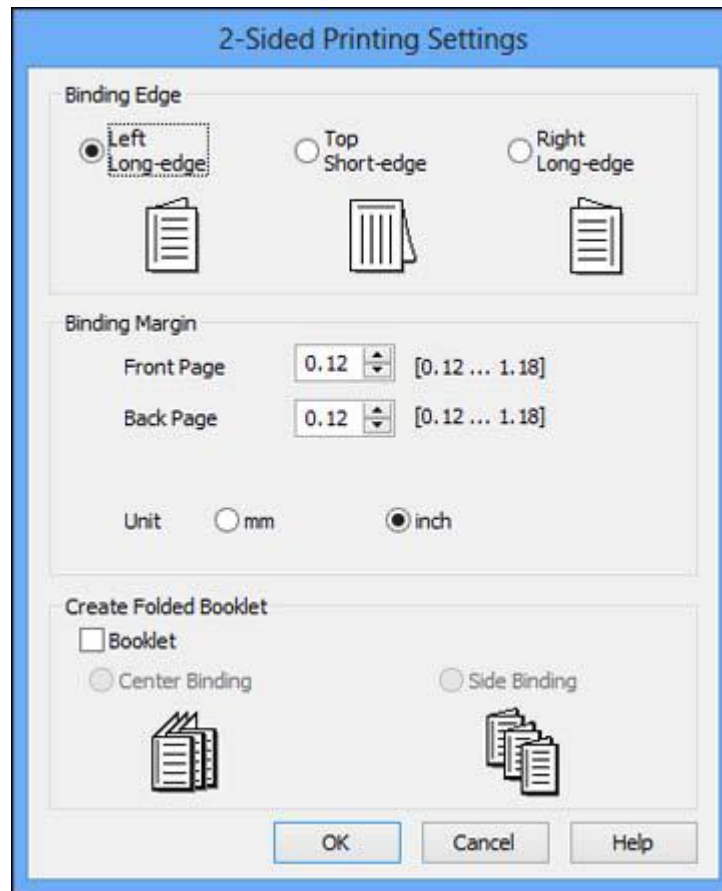 2-Sided Printing Settings
Binding Edge
Left
Long-edge
Top
Short-edge
Right
Long-edge
Binding Margin
Front Page 0.12 [0.12 ... 1.18]
Back Page 0.12 [0.12 ... 1.18]
Unit mm inch
Create Folded Booklet
Booklet
Center Binding Side Binding
OK Cancel Help